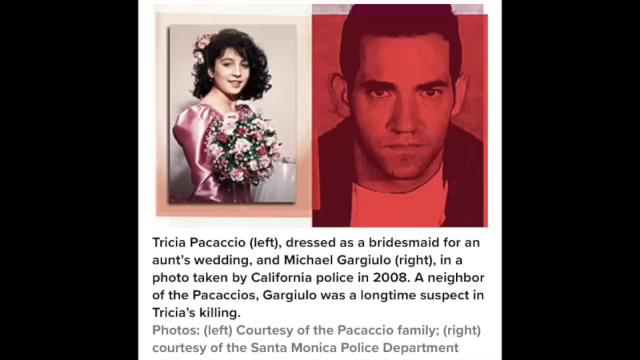 Tricia Pacaccio (left), dressed as a bridesmaid for an
aunt's wedding, and Michael Gargiulo (right), in a
photo taken by California police in 2008. A neighbor
of the Pacaccios, Gargiulo was a longtime suspect in
Tricia's killing.
Photos: (left) Courtesy of the Pacaccio family; (right)
courtesy of the Santa Monica Police Department